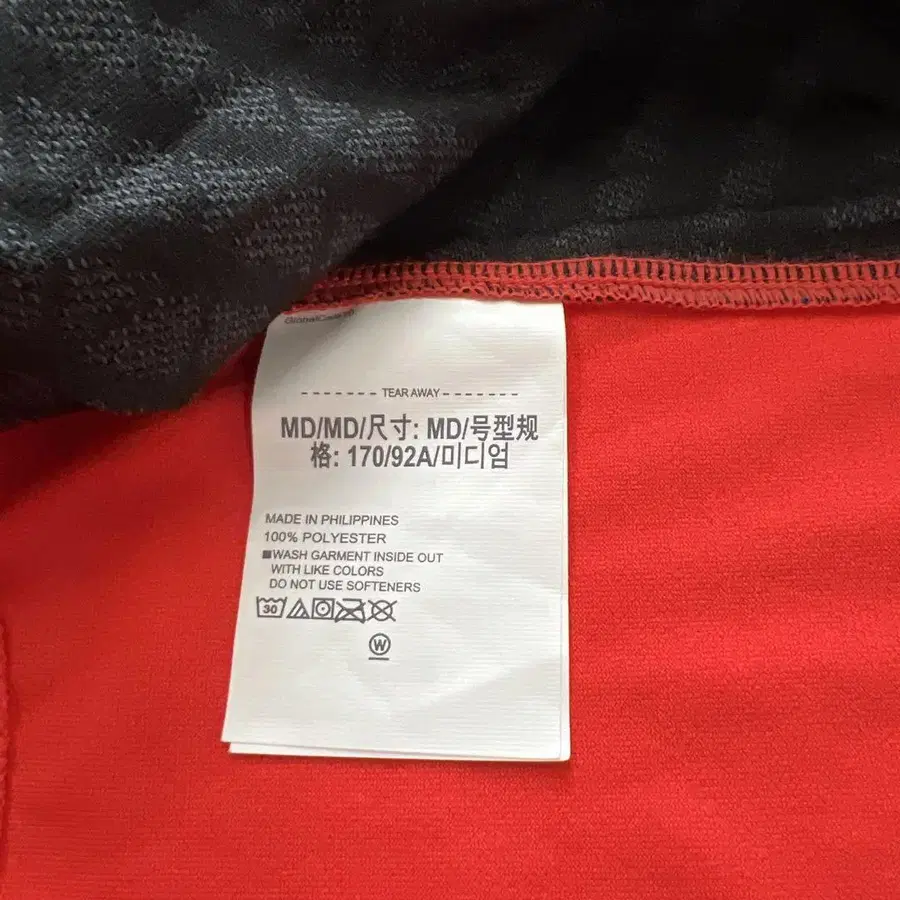 TEAR AWAY
MD/MD/尺寸: MD/号型规
格: 170/92A/미디엄
MADE IN PHILIPPINES
100% POLYESTER
■WASH GARMENT INSIDE OUT
WITH LIKE COLORS
DO NOT USE SOFTENERS
30
W